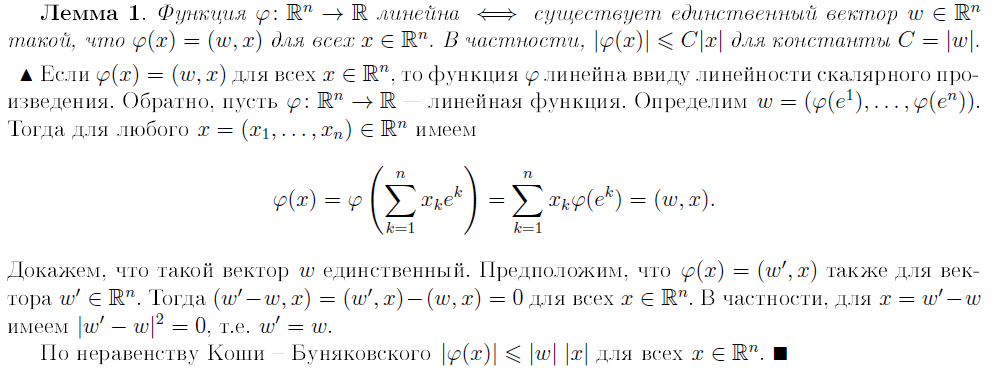 Лемма 1. Функция φ: ℝⁿ → ℝ линейна ⟺ существует единственный вектор w ∈ ℝⁿ
такой, что φ(x) = (w, x) для всех x ∈ ℝⁿ. В частности, |φ(x)| ⩽ C|x| для константы C = |w|.
▲ Если φ(x) = (w, x) для всех x ∈ ℝⁿ, то функция φ линейна ввиду линейности скалярного про-
изведения. Обратно, пусть φ: ℝⁿ → ℝ — линейная функция. Определим w = (φ(e¹), . . . , φ(eⁿ)).
Тогда для любого x = (x₁, . . . , xₙ) ∈ ℝⁿ имеем
φ(x) = φ (∑ₖ₌₁ⁿ xₖeᵏ) = ∑ₖ₌₁ⁿ xₖφ(eᵏ) = (w, x).
Докажем, что такой вектор w единственный. Предположим, что φ(x) = (w′, x) также для век-
тора w′ ∈ ℝⁿ. Тогда (w′−w, x) = (w′, x)−(w, x) = 0 для всех x ∈ ℝⁿ. В частности, для x = w′−w
имеем |w′ − w|² = 0, т.е. w′ = w.
По неравенству Коши – Буняковского |φ(x)| ⩽ |w| |x| для всех x ∈ ℝⁿ. ■